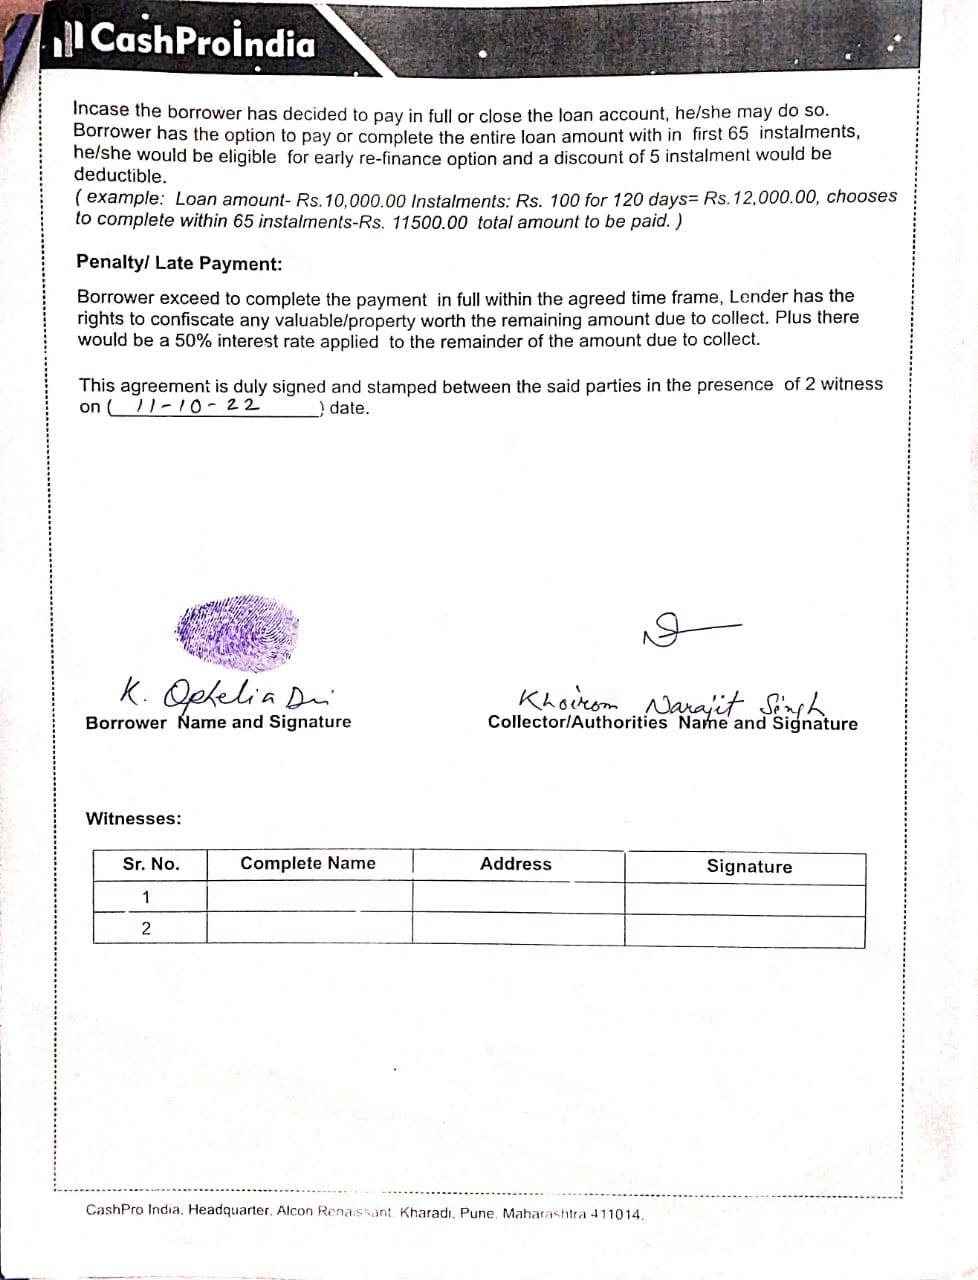 CashProIndia
Incase the borrower has decided to pay in full or close the loan account, he/she may do so.
Borrower has the option to pay or complete the entire loan amount with in first 65 instalments,
he/she would be eligible for early re-finance option and a discount of 5 instalment would be
deductible.
( example: Loan amount- Rs.10,000.00 Instalments: Rs. 100 for 120 days= Rs.12,000.00, chooses
to complete within 65 instalments-Rs. 11500.00 total amount to be paid. )
Penalty/ Late Payment:
Borrower exceed to complete the payment in full within the agreed time frame, Lender has the
rights to confiscate any valuable/property worth the remaining amount due to collect. Plus there
would be a 50% interest rate applied to the remainder of the amount due to collect.
This agreement is duly signed and stamped between the said parties in the presence of 2 witness
on ( 11-10-22 ) date.
K. Ophelia Khoirom Narajit Singh
Borrower Name and Signature Collector/Authorities Name and Signature
Witnesses:
Sr. No. Complete Name Address Signature
1
2
CashPro India, Headquarter, Alcon Renaissant, Kharadi, Pune, Maharashtra 411014.